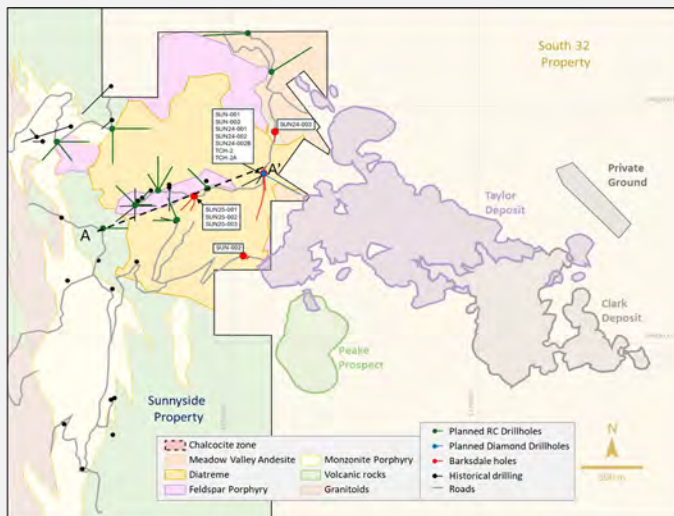 South 32
Property
SUN-001
SUN-003
SUN24-001
SUN24-002
SUN24-002B
TCH-2
TCH-2A
SUN24-003
A'
Private
Ground
Taylor
Deposit
A
SUN25-001
SUN25-002
SUN25-003
SUN-002
Clark
Deposit
Peake
Prospect
Sunnyside
Property
Chalcocite zone
Meadow Valley Andesite
Diatreme
Feldspar Porphyry
Monzonite Porphyry
Volcanic rocks
Granitoids
Planned RC Drillholes
Planned Diamond Drillholes
Barksdale holes
Historical drilling
Roads
N